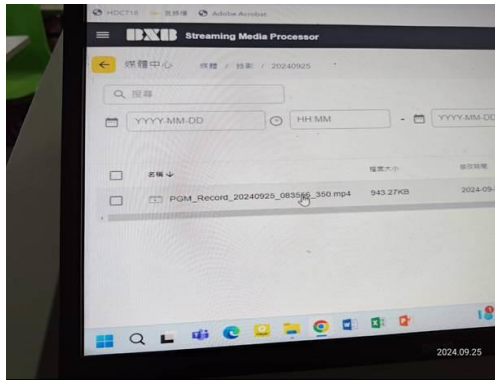 HDC718 Adobe Acrobat
BXB Streaming Media Processor
媒體中心 媒體 / 錄影 / 20240925
搜尋
YYYY-MM-DD HH:MM - YYYY-MM-DD
名稱 檔案大小 修改時間
PGM_Record_20240925_083555_350.mp4 943.27KB 2024-09-
2024.09.25